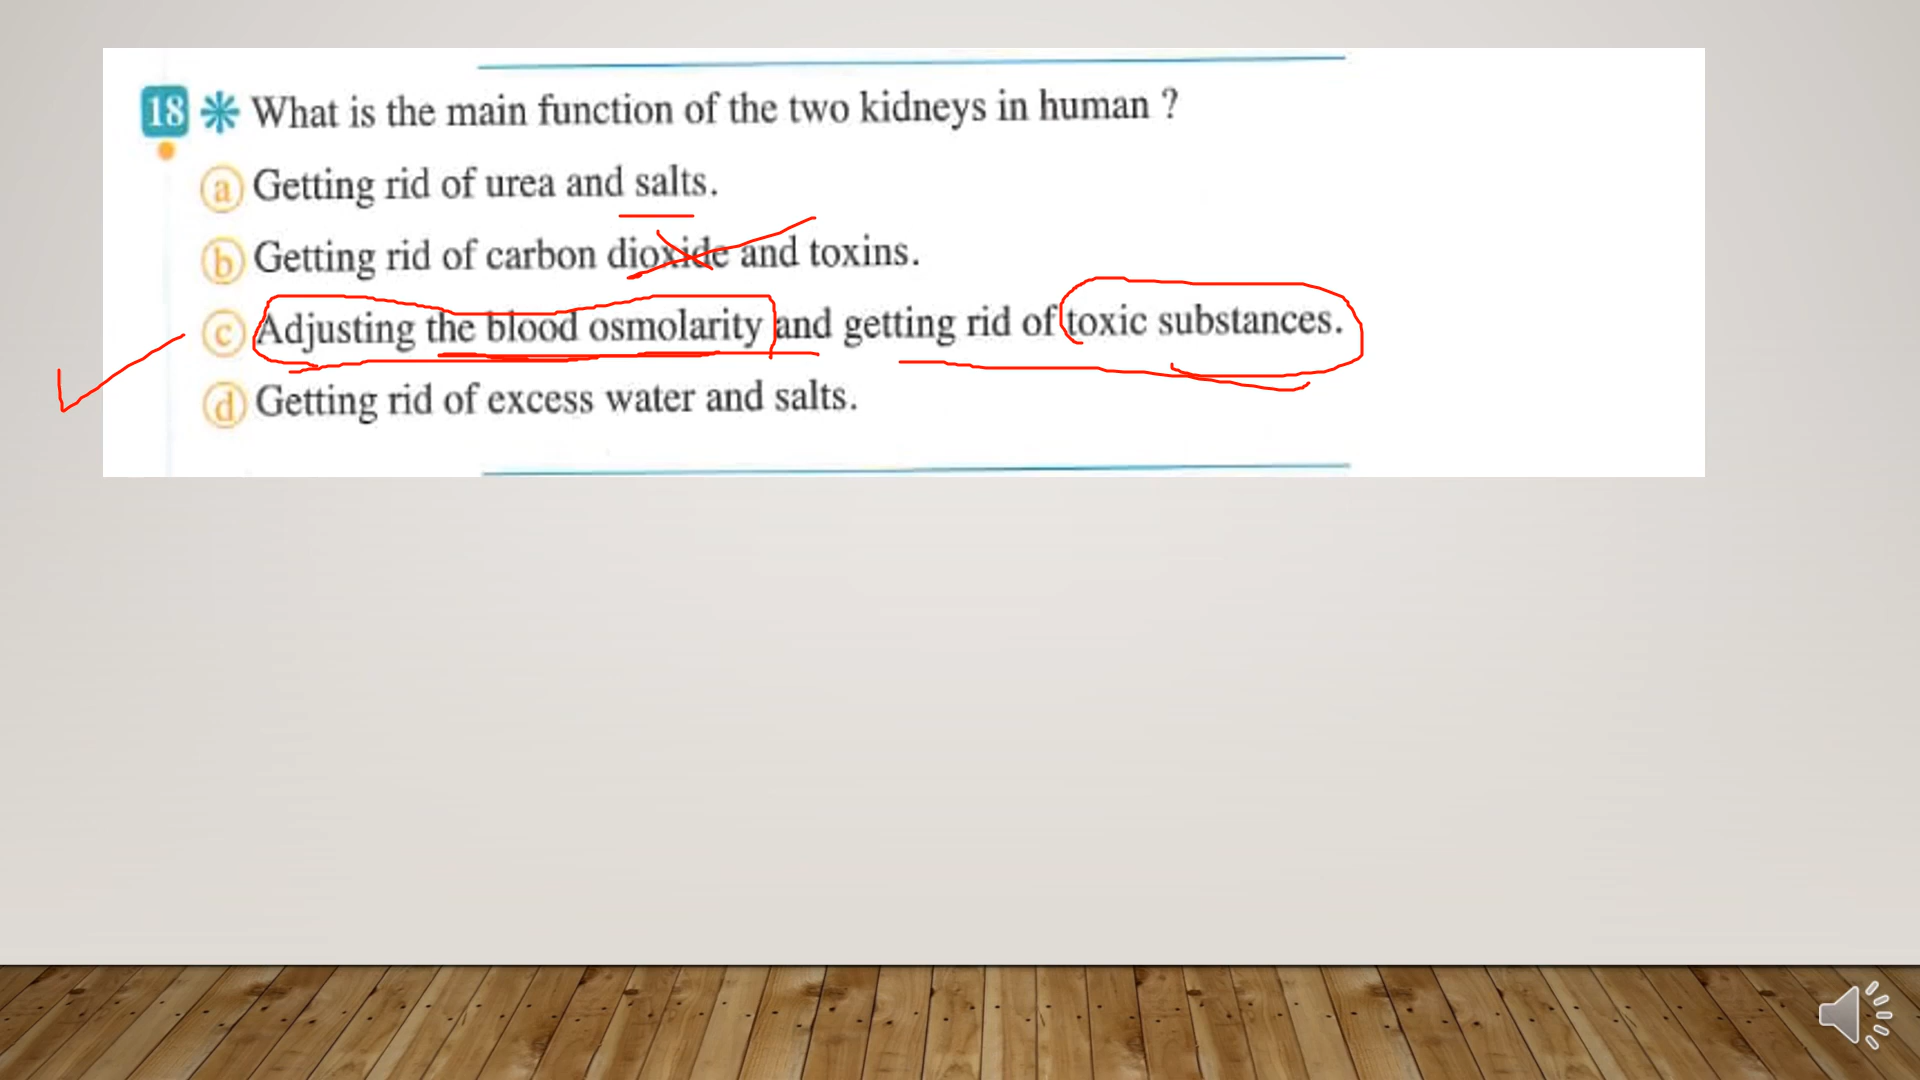 18 * What is the main function of the two kidneys in human ?
a Getting rid of urea and salts.
b Getting rid of carbon dioxide and toxins.
c Adjusting the blood osmolarity and getting rid of toxic substances.
d Getting rid of excess water and salts.